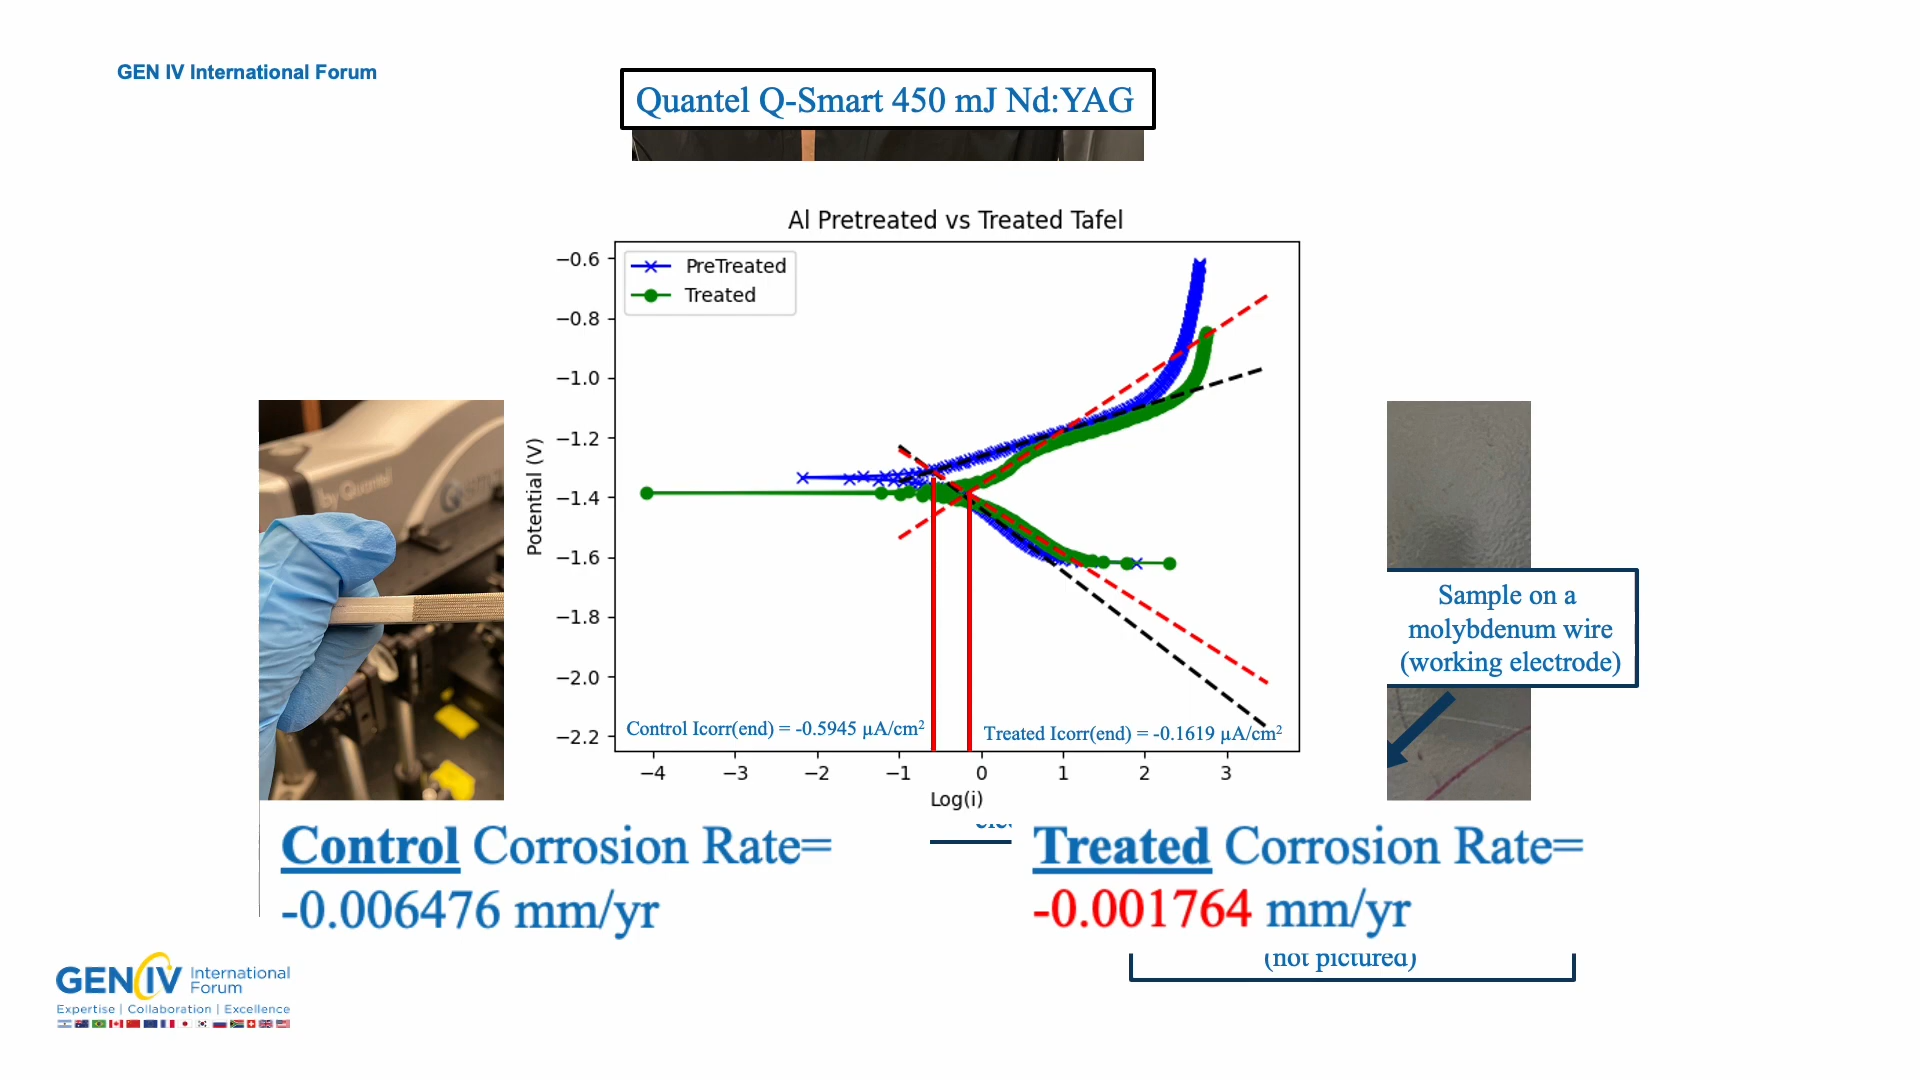 GEN IV International Forum
Quantel Q-Smart 450 mJ Nd:YAG
Al Pretreated vs Treated Tafel
PreTreated
Treated
−0.6
−0.8
−1.0
−1.2
−1.4
−1.6
−1.8
−2.0
−2.2
Potential (V)
by Quantel
Control Icorr(end) = -0.5945 µA/cm²
Treated Icorr(end) = -0.1619 µA/cm²
−4 −3 −2 −1 0 1 2 3
Log(i)
Sample on a
molybdenum wire
(working electrode)
Control Corrosion Rate=
-0.006476 mm/yr
Treated Corrosion Rate=
-0.001764 mm/yr
(not pictured)
GENIV International
Forum
Expertise | Collaboration | Excellence